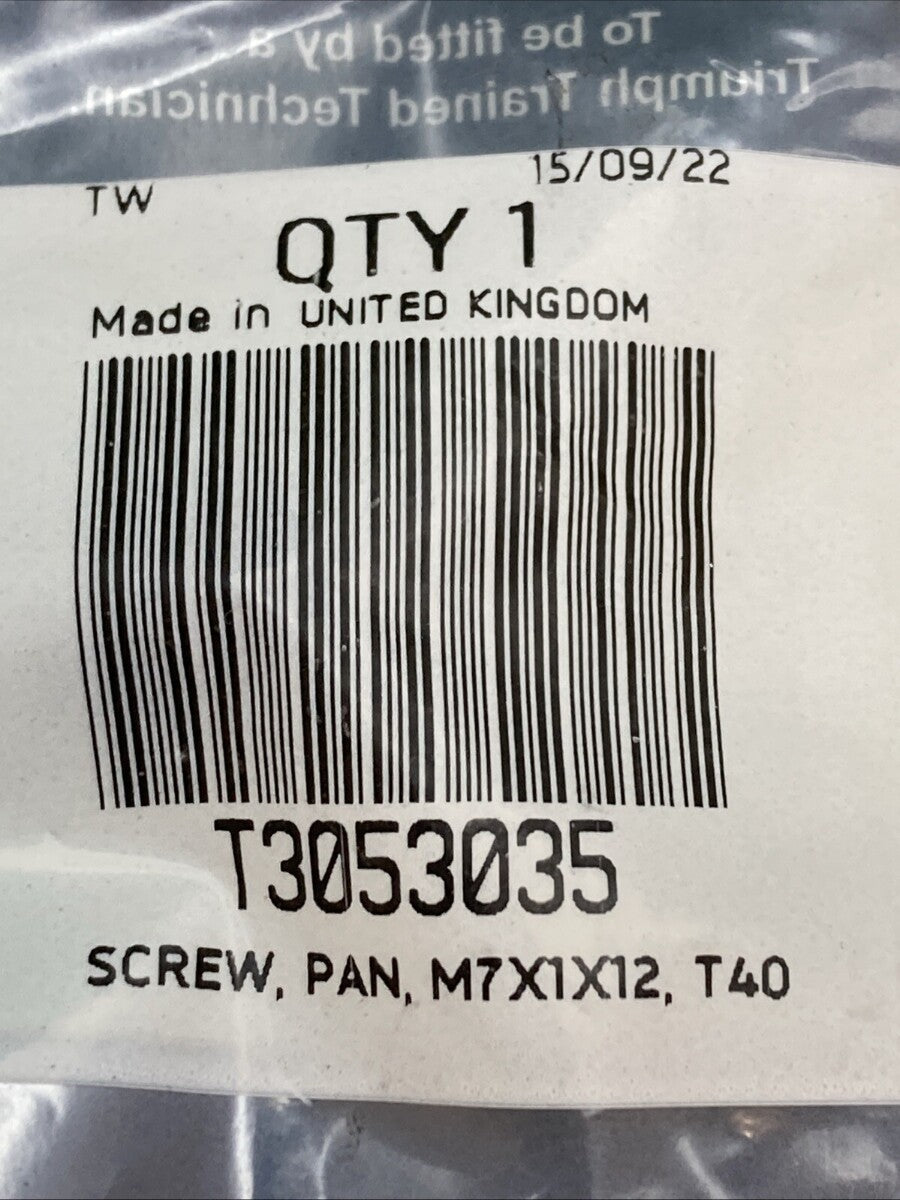 To be fitted by a
Triumph Trained Technician.
TW
15/09/22
QTY 1
Made in UNITED KINGDOM
T3053035
SCREW, PAN, M7X1X12, T40